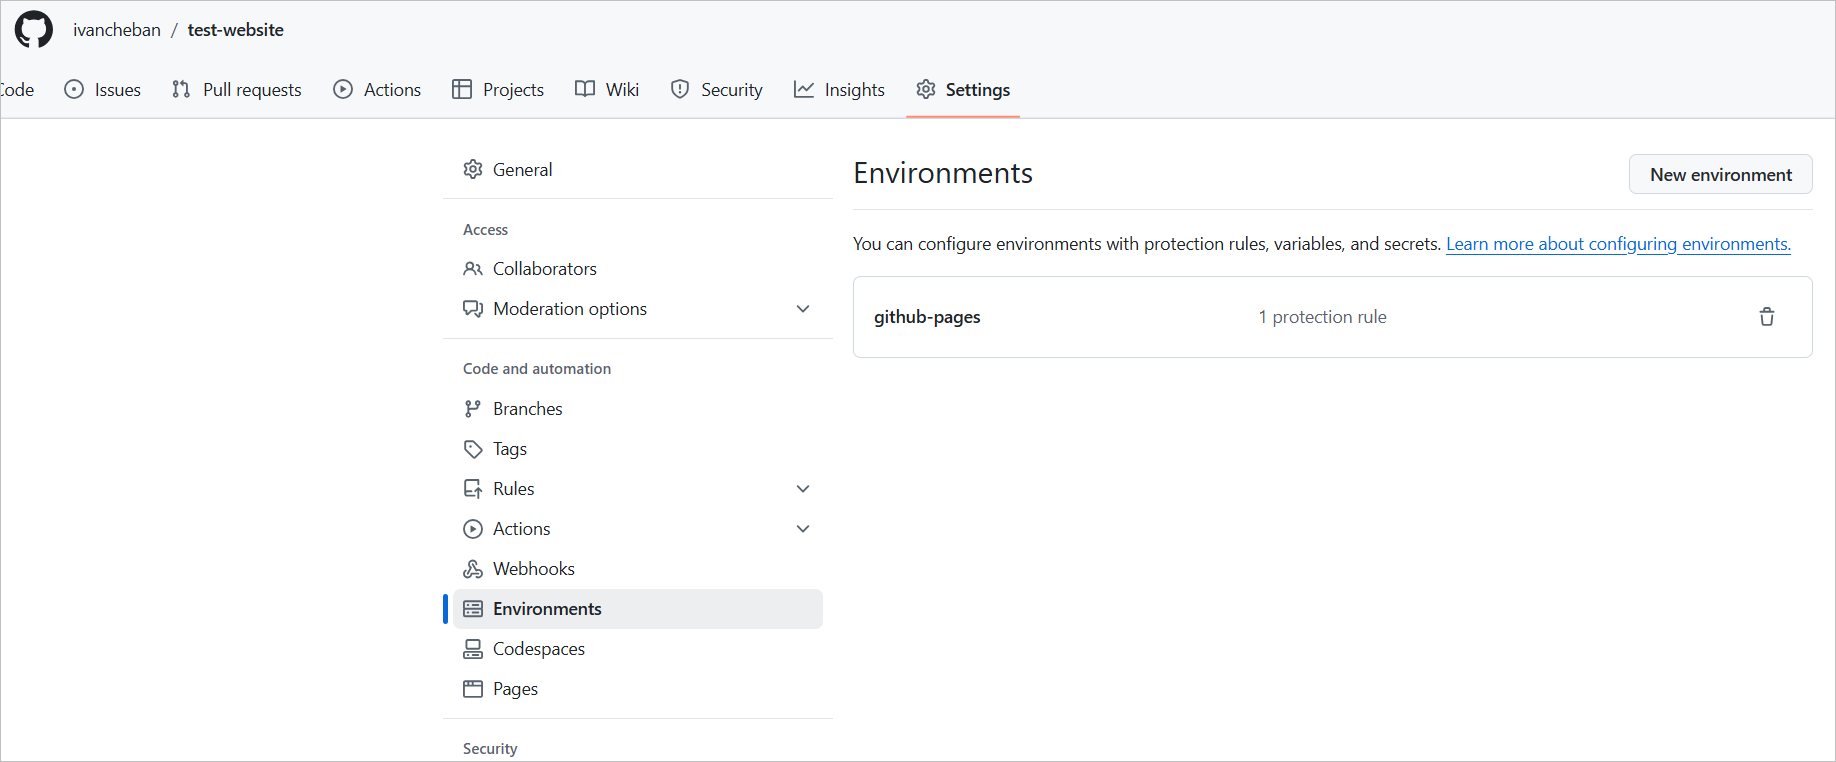 ivancheban / test-website
Code Issues Pull requests Actions Projects Wiki Security Insights Settings
General
Access
Collaborators
Moderation options
Code and automation
Branches
Tags
Rules
Actions
Webhooks
Environments
Codespaces
Pages
Security
Environments
New environment
You can configure environments with protection rules, variables, and secrets. Learn more about configuring environments.
github-pages 1 protection rule